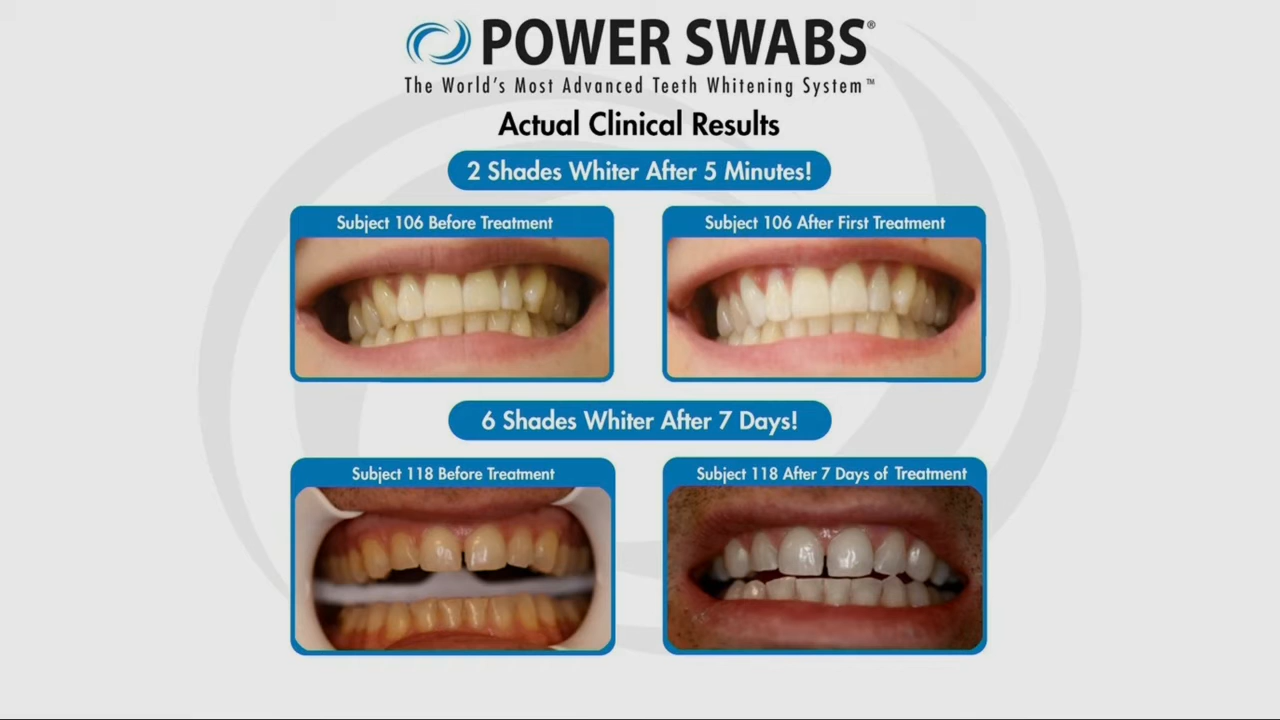 POWER SWABS®
The World's Most Advanced Teeth Whitening System™
Actual Clinical Results
2 Shades Whiter After 5 Minutes!
Subject 106 Before Treatment
Subject 106 After First Treatment
6 Shades Whiter After 7 Days!
Subject 118 Before Treatment
Subject 118 After 7 Days of Treatment